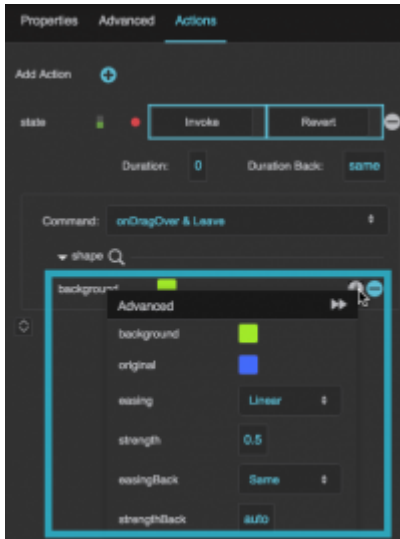 Properties Advanced Actions
Add Action
state Invoke Revert
Duration: 0 Duration Back: same
Command: onDragOver & Leave
shape
background
Advanced
background
original
easing Linear
strength 0.5
easingBack Same
strengthBack auto